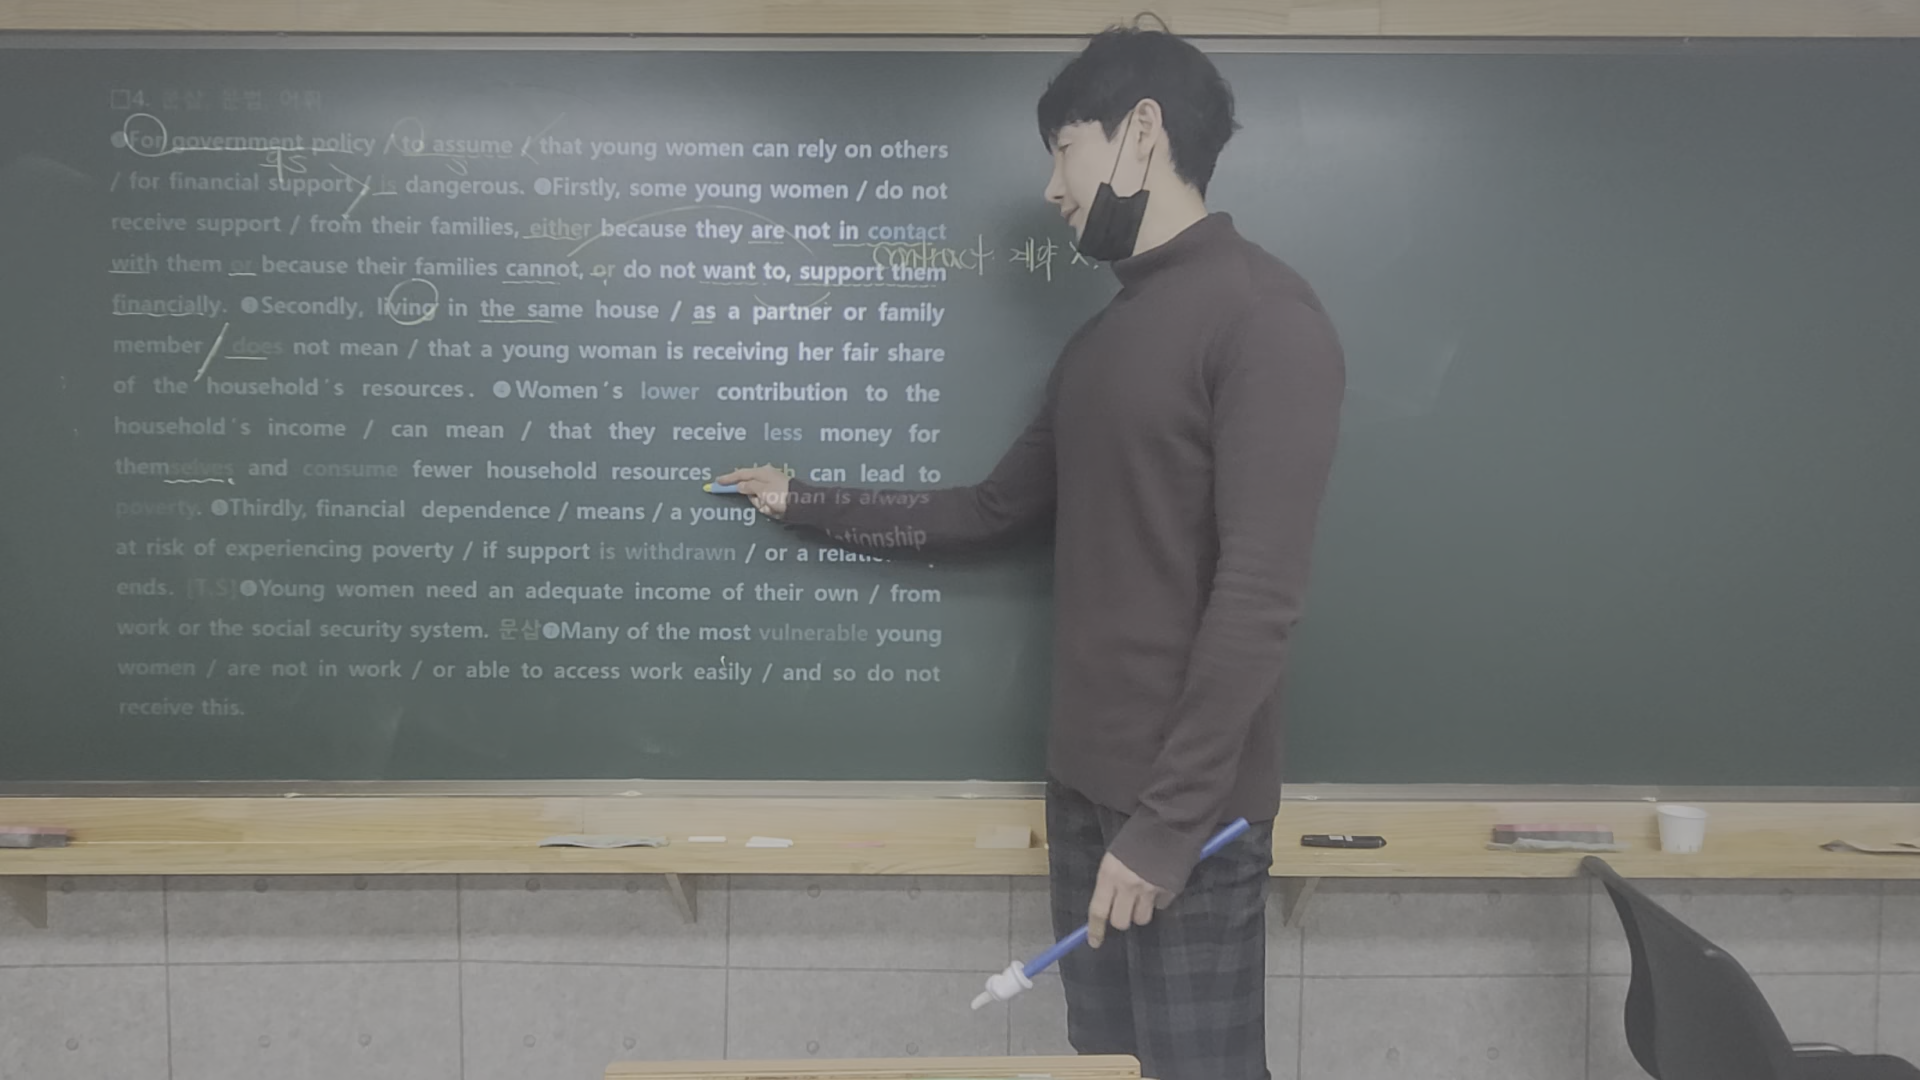 □4. 문삽, 문법, 어휘
For government policy / to assume / that young women can rely on others
/ for financial support / is dangerous. Firstly, some young women / do not
receive support / from their families, either because they are not in contact
contract 계약 X
with them or because their families cannot, or do not want to, support them
financially. Secondly, living in the same house / as a partner or family
member / does not mean / that a young woman is receiving her fair share
of the household's resources. Women's lower contribution to the
household's income / can mean / that they receive less money for
themselves and consume fewer household resources, which can lead to
poverty. Thirdly, financial dependence / means / a young woman is always
at risk of experiencing poverty / if support is withdrawn / or a relationship
ends. [T.S] Young women need an adequate income of their own / from
work or the social security system. 문삽 Many of the most vulnerable young
women / are not in work / or able to access work easily / and so do not
receive this.